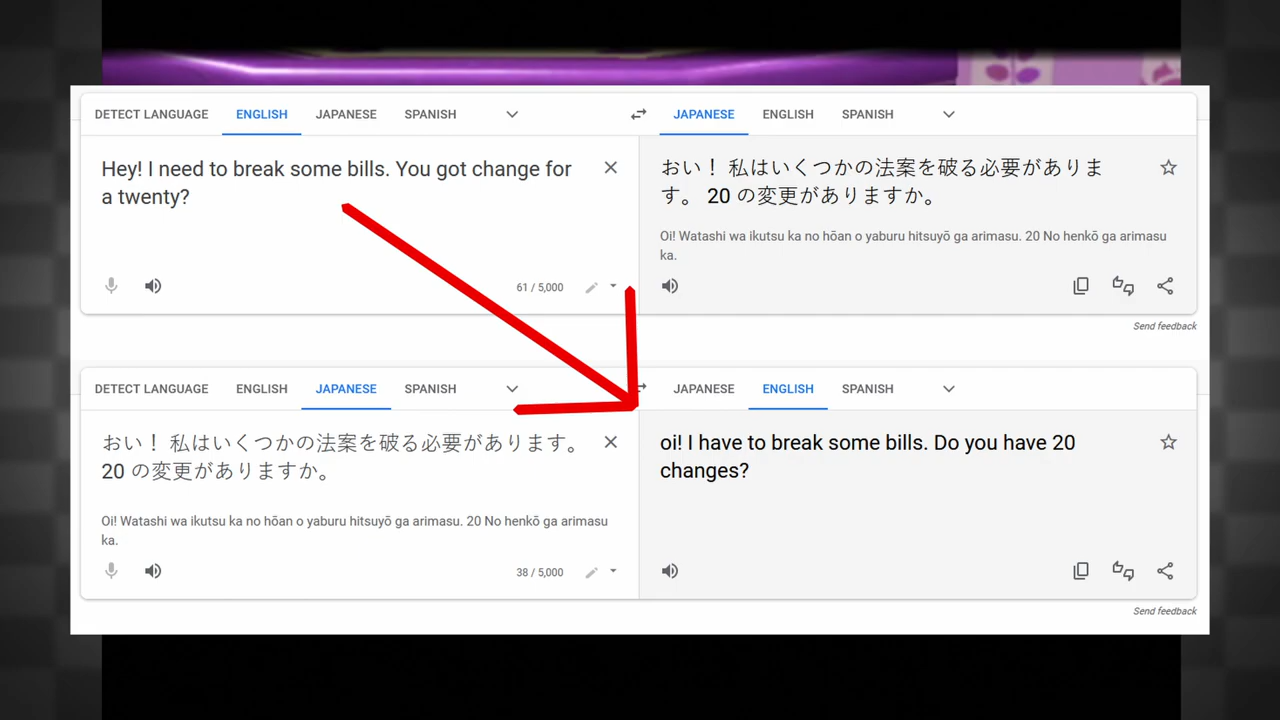 DETECT LANGUAGE ENGLISH JAPANESE SPANISH JAPANESE ENGLISH SPANISH
Hey! I need to break some bills. You got change for
a twenty?
61 / 5,000
おい！ 私はいくつかの法案を破る必要がありま
す。 20 の変更がありますか。
Oi! Watashi wa ikutsu ka no hōan o yaburu hitsuyō ga arimasu. 20 No henkō ga arimasu
ka.
Send feedback
DETECT LANGUAGE ENGLISH JAPANESE SPANISH JAPANESE ENGLISH SPANISH
おい！ 私はいくつかの法案を破る必要があります。
20 の変更がありますか。
Oi! Watashi wa ikutsu ka no hōan o yaburu hitsuyō ga arimasu. 20 No henkō ga arimasu
ka.
38 / 5,000
oi! I have to break some bills. Do you have 20
changes?
Send feedback